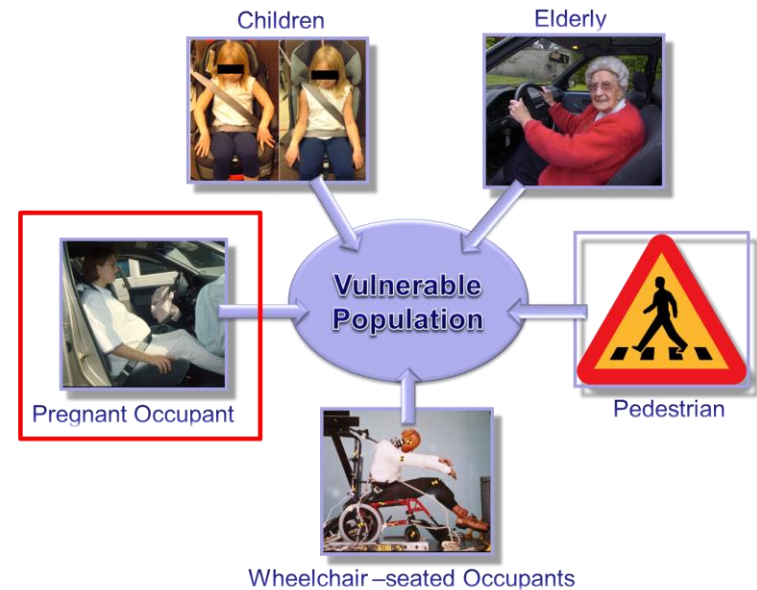 Children
Elderly
Vulnerable
Population
Pregnant Occupant
Pedestrian
Wheelchair –seated Occupants